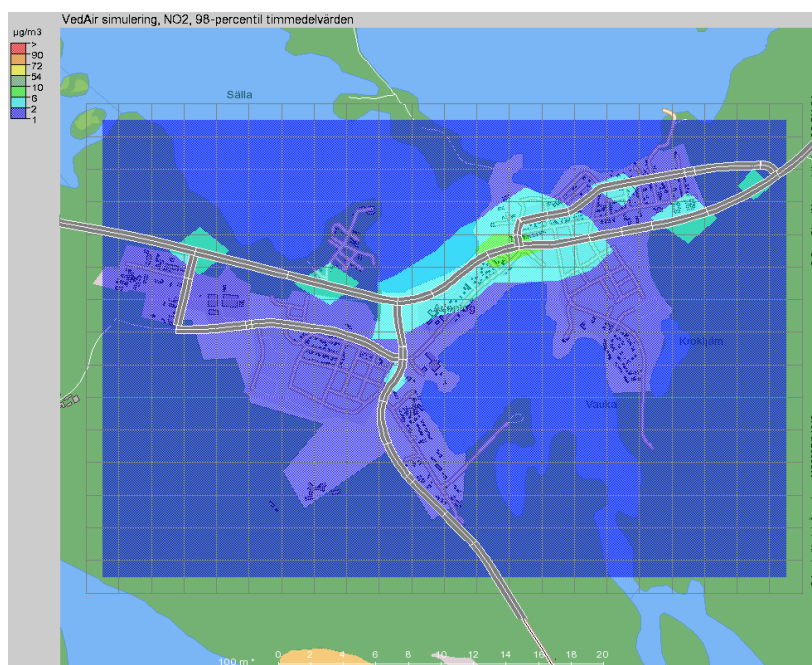 VedAir simulering, NO2, 98-percentil timmedelvärden
µg/m3
>
90
72
54
10
6
2
1
Sälla
Krokholm
Vauka
100 m *
0 2 4 6 8 10 12 14 16 18 20